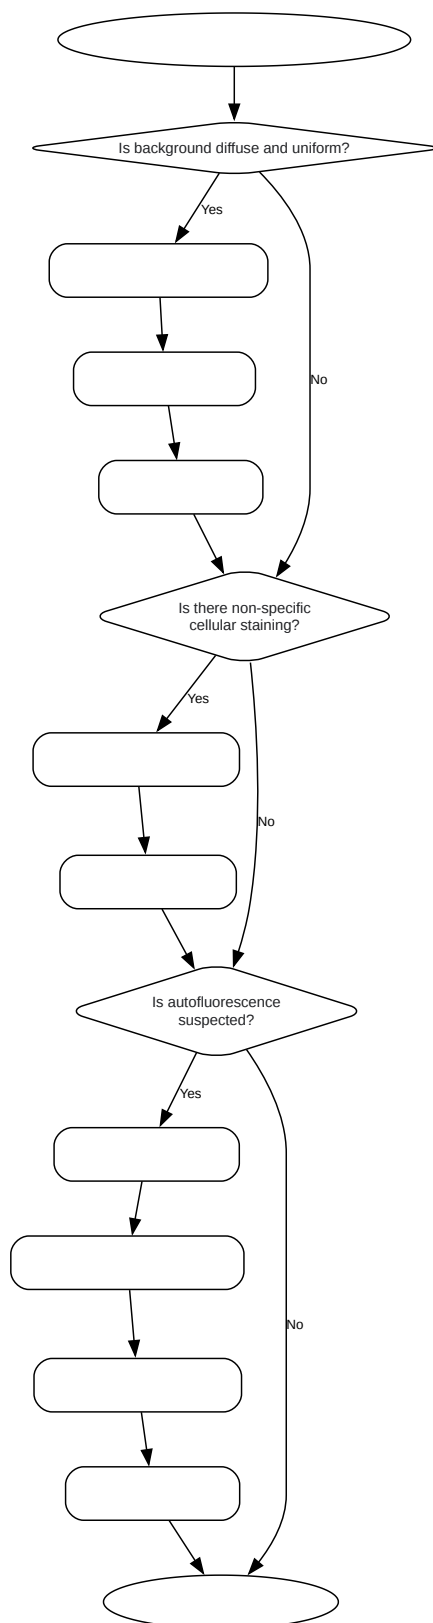 Is background diffuse and uniform?
Yes
No
Is there non-specific
cellular staining?
Yes
No
Is autofluorescence
suspected?
Yes
No